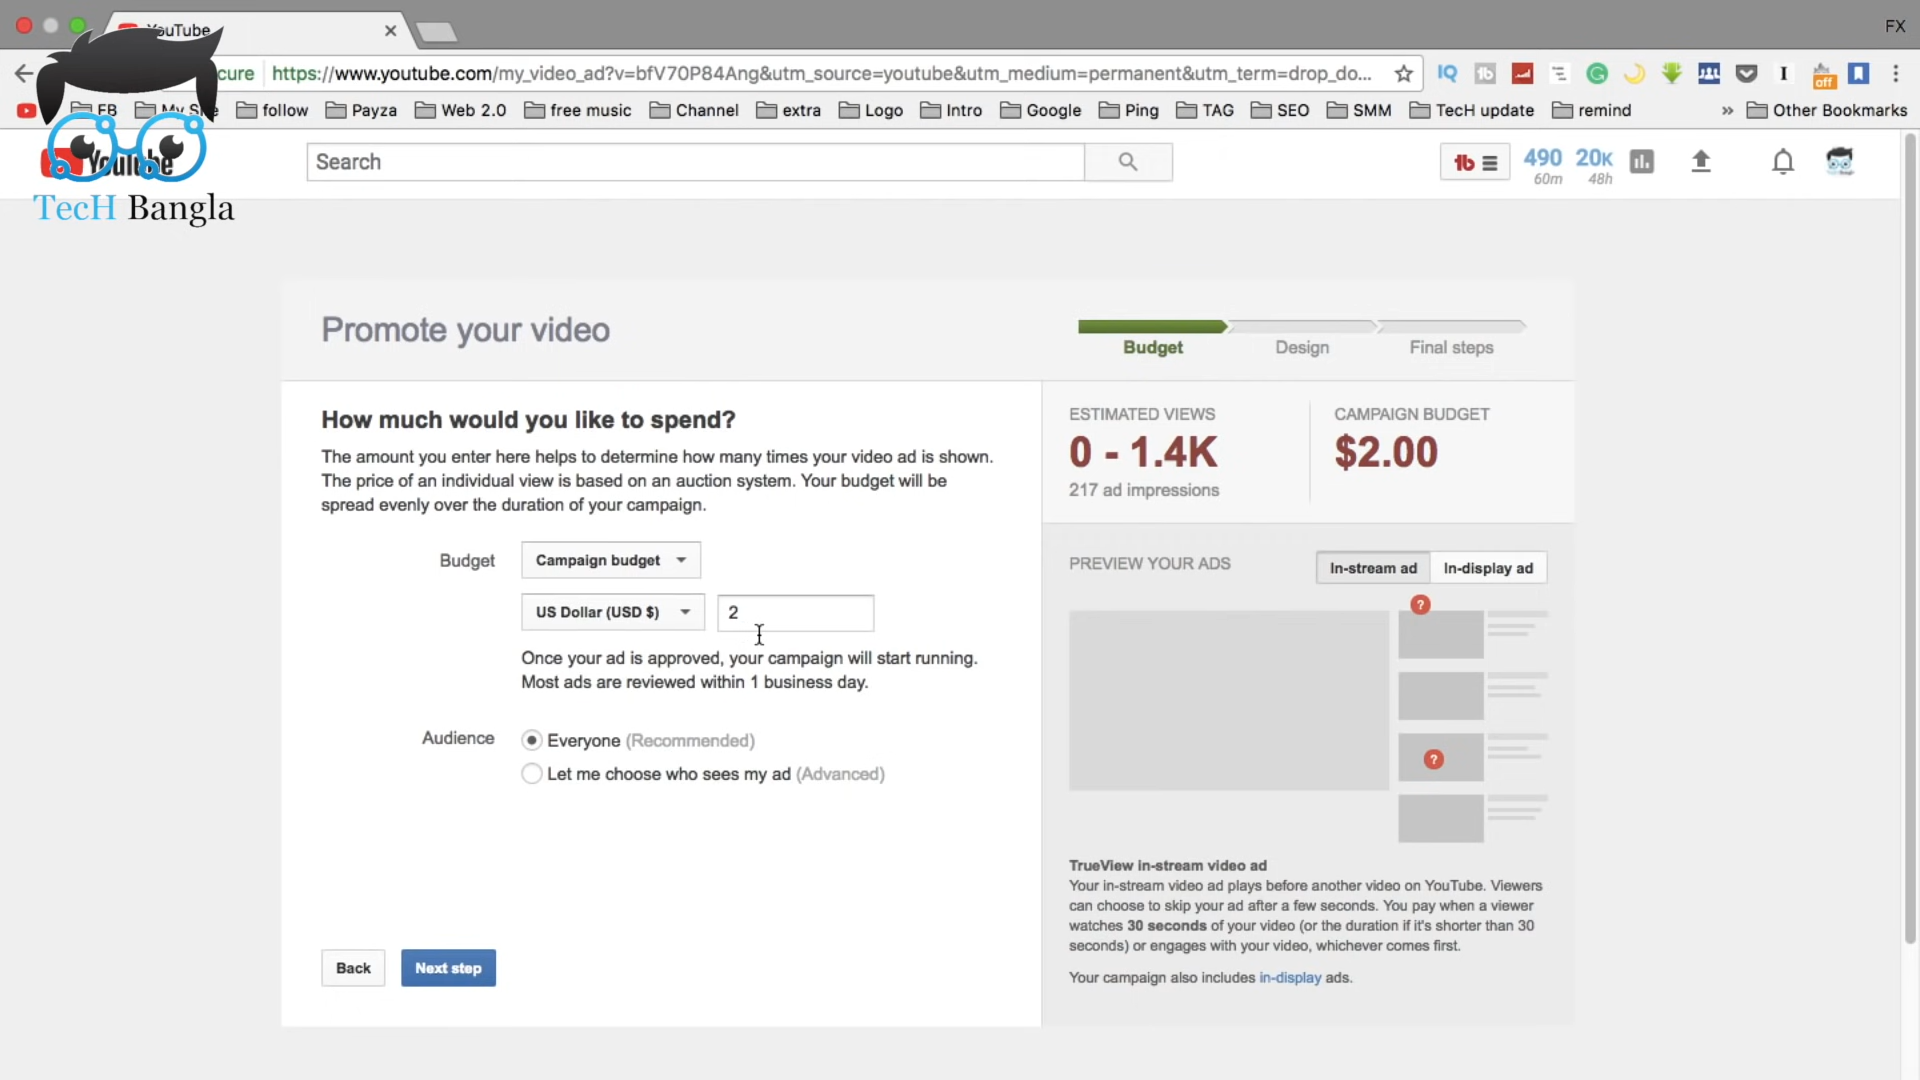 YouTube
FX
cure
https://www.youtube.com/my_video_ad?v=bfV70P84Ang&utm_source=youtube&utm_medium=permanent&utm_term=drop_do...
IQ
tb
I
off
FB
My Site
follow
Payza
Web 2.0
free music
Channel
extra
Logo
Intro
Google
Ping
TAG
SEO
SMM
TecH update
remind
»
Other Bookmarks
YouTube
TecH Bangla
Search
tb
490
60m
20K
48h
Promote your video
Budget
Design
Final steps
How much would you like to spend?
The amount you enter here helps to determine how many times your video ad is shown.
The price of an individual view is based on an auction system. Your budget will be
spread evenly over the duration of your campaign.
Budget
Campaign budget
US Dollar (USD $)
2
Once your ad is approved, your campaign will start running.
Most ads are reviewed within 1 business day.
Audience
Everyone (Recommended)
Let me choose who sees my ad (Advanced)
Back
Next step
ESTIMATED VIEWS
0 - 1.4K
217 ad impressions
CAMPAIGN BUDGET
$2.00
PREVIEW YOUR ADS
In-stream ad
In-display ad
?
?
TrueView in-stream video ad
Your in-stream video ad plays before another video on YouTube. Viewers
can choose to skip your ad after a few seconds. You pay when a viewer
watches 30 seconds of your video (or the duration if it's shorter than 30
seconds) or engages with your video, whichever comes first.
Your campaign also includes in-display ads.